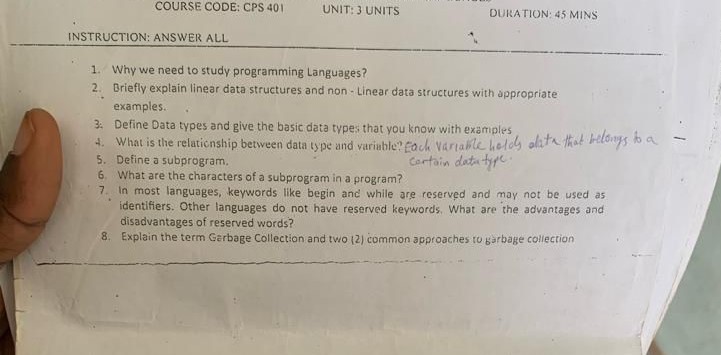 COURSE CODE: CPS 401 UNIT: 3 UNITS DURATION: 45 MINS
INSTRUCTION: ANSWER ALL
1. Why we need to study programming Languages?
2. Briefly explain linear data structures and non - Linear data structures with appropriate
examples.
3. Define Data types and give the basic data types that you know with examples
4. What is the relationship between data type and variable? Each variable holds data that belongs to a
certain data type.
5. Define a subprogram.
6. What are the characters of a subprogram in a program?
7. In most languages, keywords like begin and while are reserved and may not be used as
identifiers. Other languages do not have reserved keywords. What are the advantages and
disadvantages of reserved words?
8. Explain the term Garbage Collection and two (2) common approaches to garbage collection